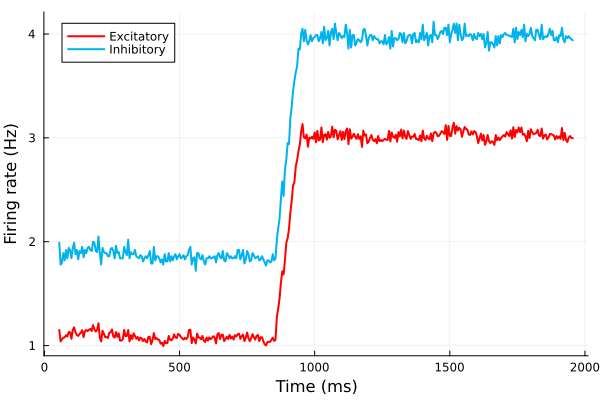 Excitatory
Inhibitory
Firing rate (Hz)
4
3
2
1
0
500
1000
1500
2000
Time (ms)